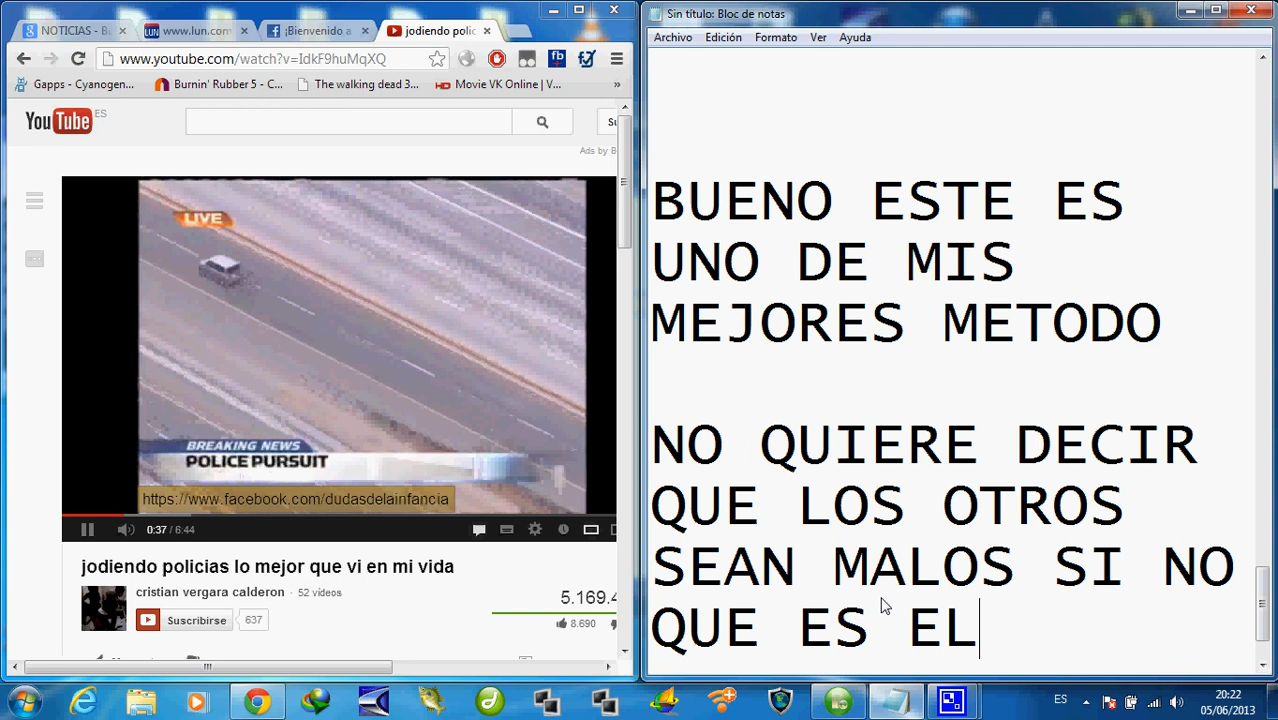 NOTICIAS - B
www.lun.com
¡Bienvenido a
jodiendo polic
www.youtube.com/watch?v=IdkF9huMqXQ
Gapps - Cyanogen...
Burnin' Rubber 5 - C...
The walking dead 3...
Movie VK Online | V...
»
YouTube ES
Ads by
LIVE
BREAKING NEWS
POLICE PURSUIT
https://www.facebook.com/dudasdelainfancia
0:37 / 6:44
jodiendo policias lo mejor que vi en mi vida
cristian vergara calderon · 52 videos
Suscribirse 637
5.169.4
8.690
Sin título: Bloc de notas
Archivo Edición Formato Ver Ayuda
BUENO ESTE ES
UNO DE MIS
MEJORES METODO
NO QUIERE DECIR
QUE LOS OTROS
SEAN MALOS SI NO
QUE ES EL
ES
20:22
05/06/2013